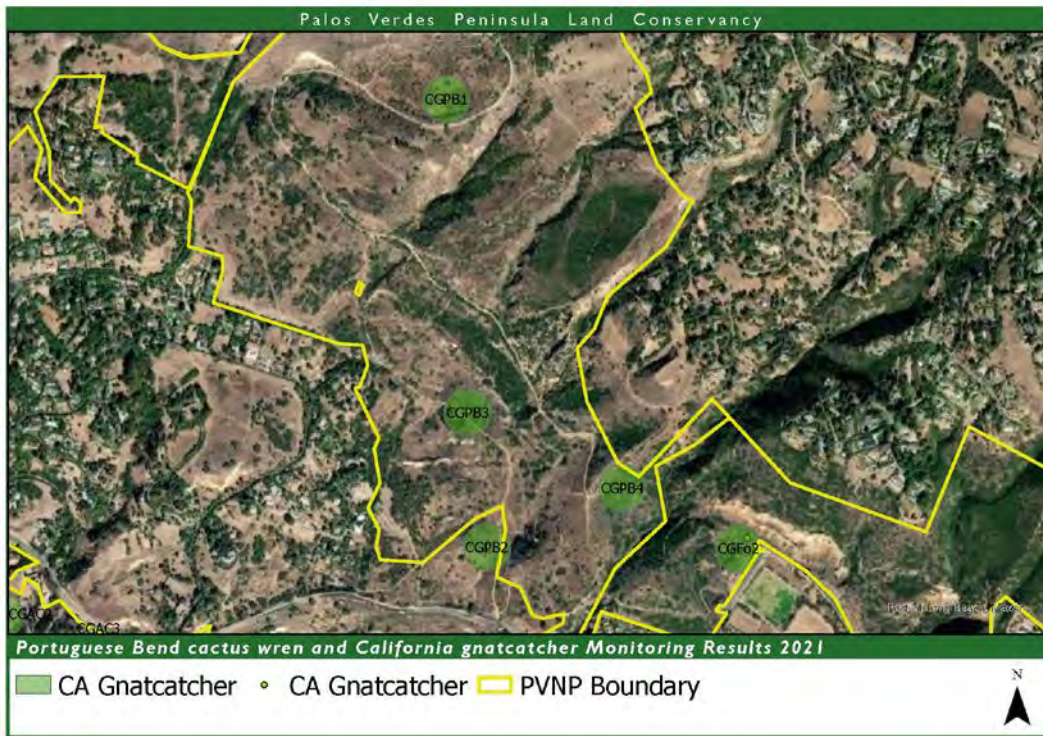 Palos Verdes Peninsula Land Conservancy
CGPB1
CGPB3
CGPB4
CGPB2
CGFo2
CGAC3
Portuguese Bend cactus wren and California gnatcatcher Monitoring Results 2021
CA Gnatcatcher
CA Gnatcatcher
PVNP Boundary
N